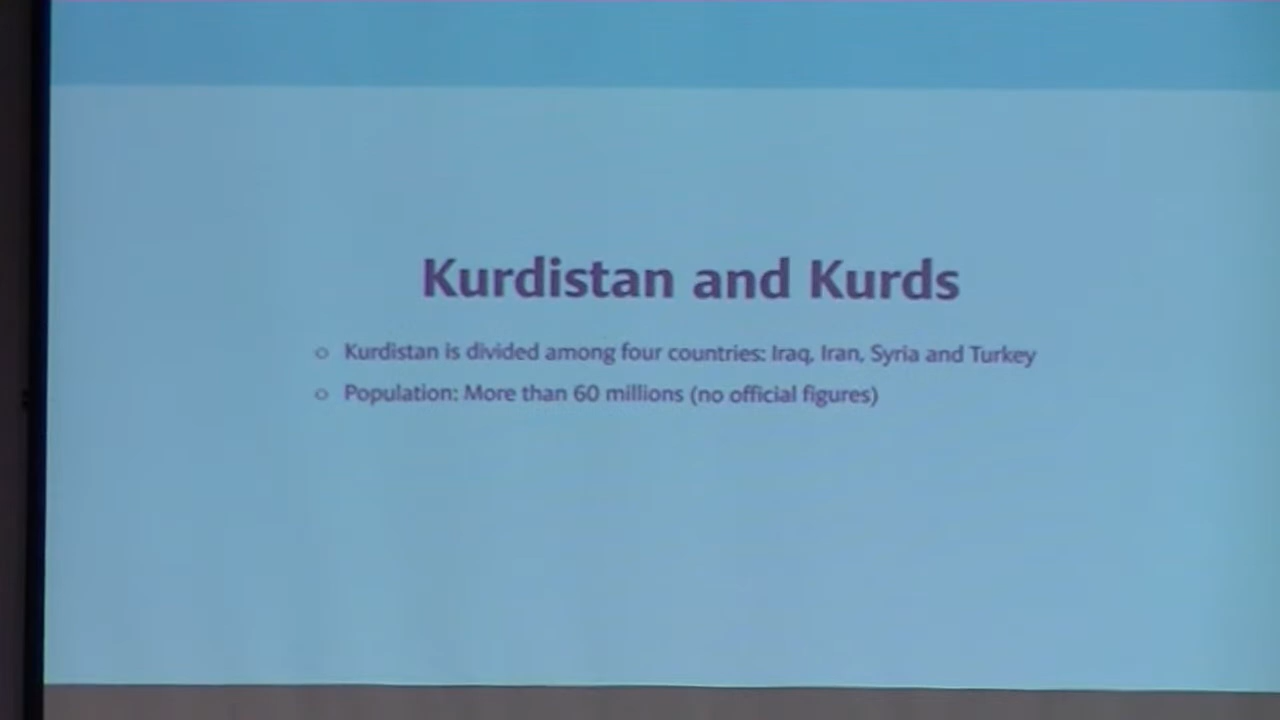 Kurdistan and Kurds
○ Kurdistan is divided among four countries: Iraq, Iran, Syria and Turkey
○ Population: More than 60 millions (no official figures)